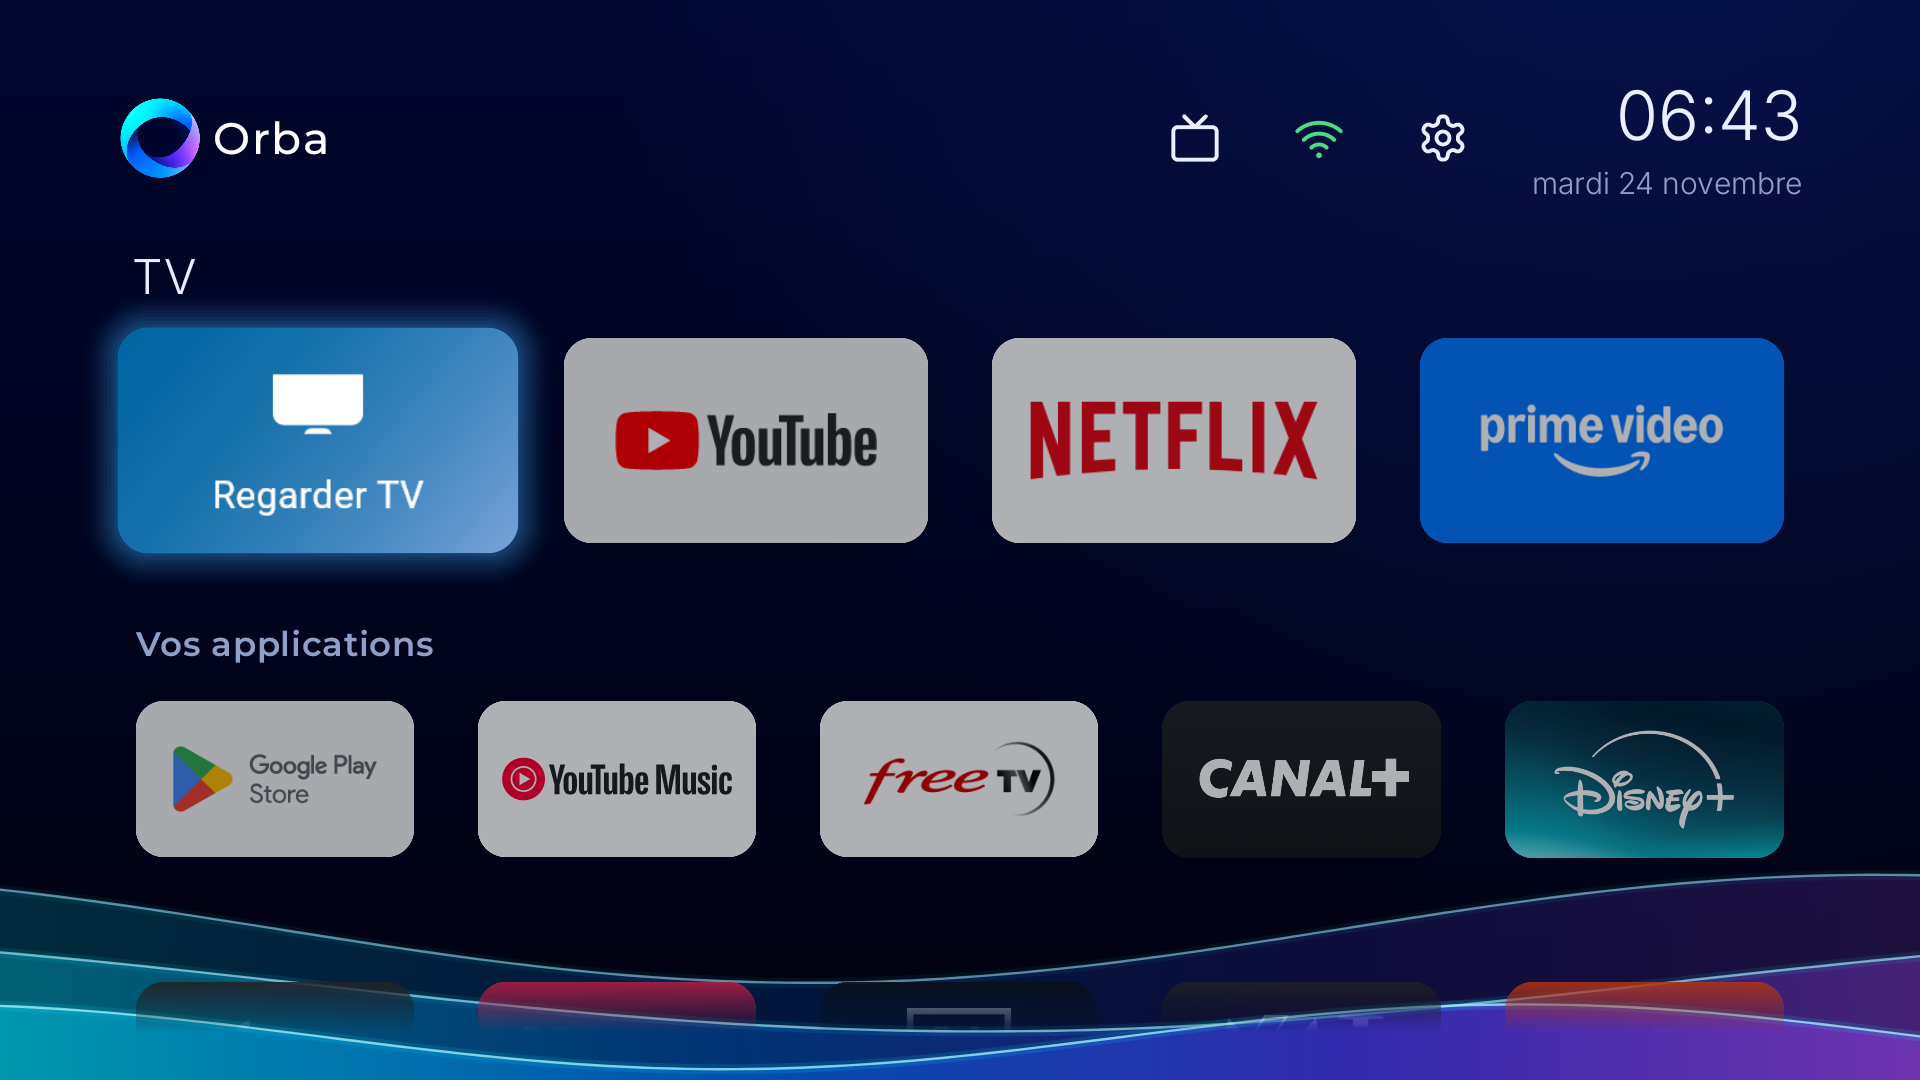 Orba
06:43
mardi 24 novembre
TV
Regarder TV
YouTube
NETFLIX
prime video
Vos applications
Google Play
Store
YouTube Music
free TV
CANAL+
Disney+